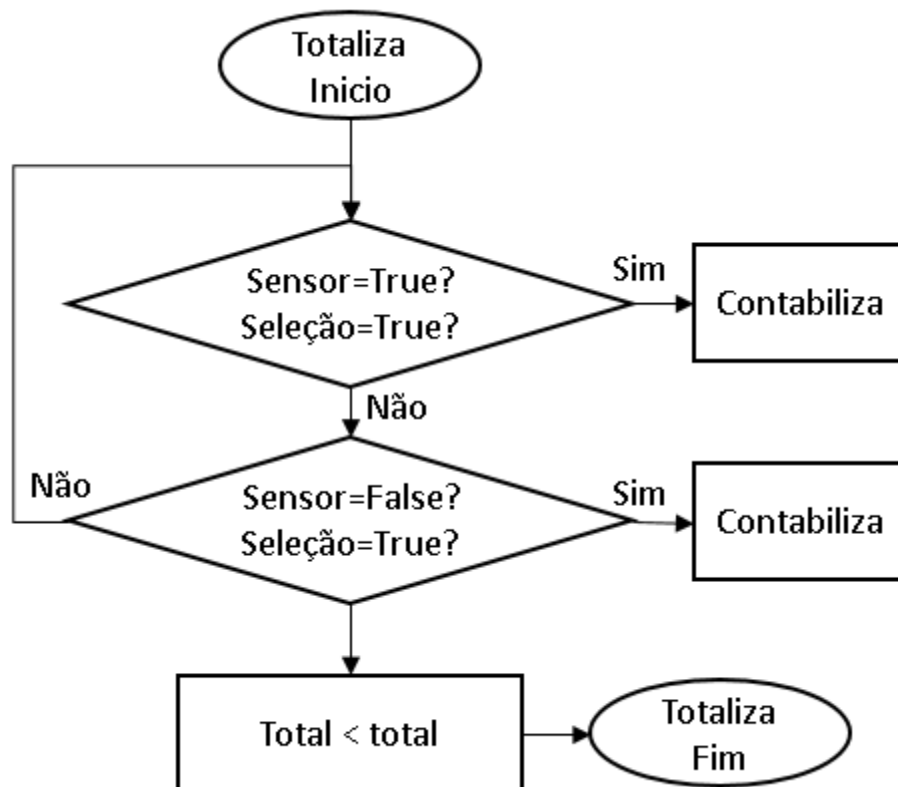 Totaliza
Inicio
Sensor=True?
Seleção=True?
Sim
Contabiliza
Não
Sensor=False?
Seleção=True?
Não
Sim
Contabiliza
Total < total
Totaliza
Fim